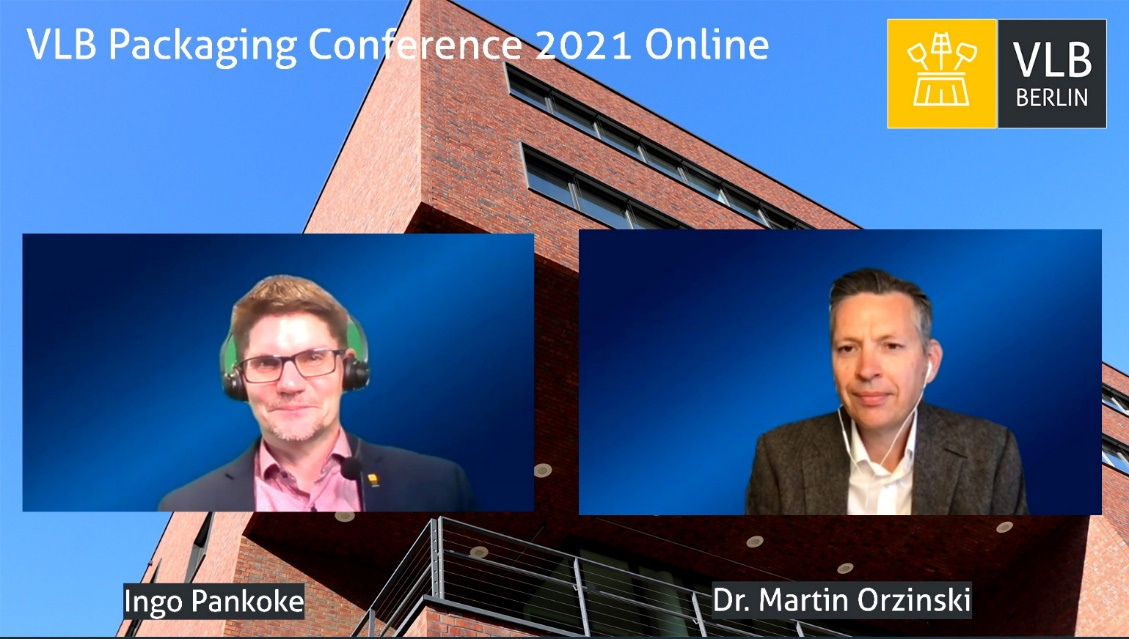 VLB Packaging Conference 2021 Online
VLB
BERLIN
Ingo Pankoke
Dr. Martin Orzinski